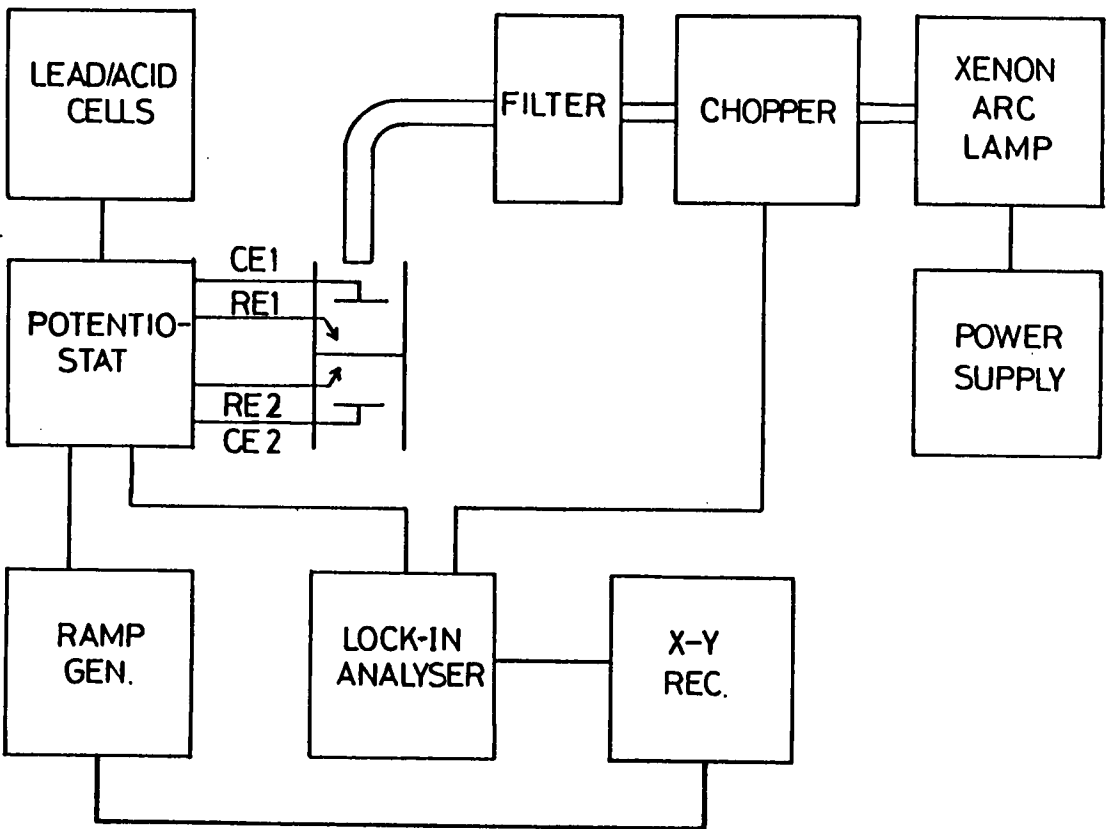 LEAD/ACID
CELLS
FILTER
CHOPPER
XENON
ARC
LAMP
POTENTIO-
STAT
CE1
RE1
RE2
CE2
POWER
SUPPLY
RAMP
GEN.
LOCK-IN
ANALYSER
X-Y
REC.